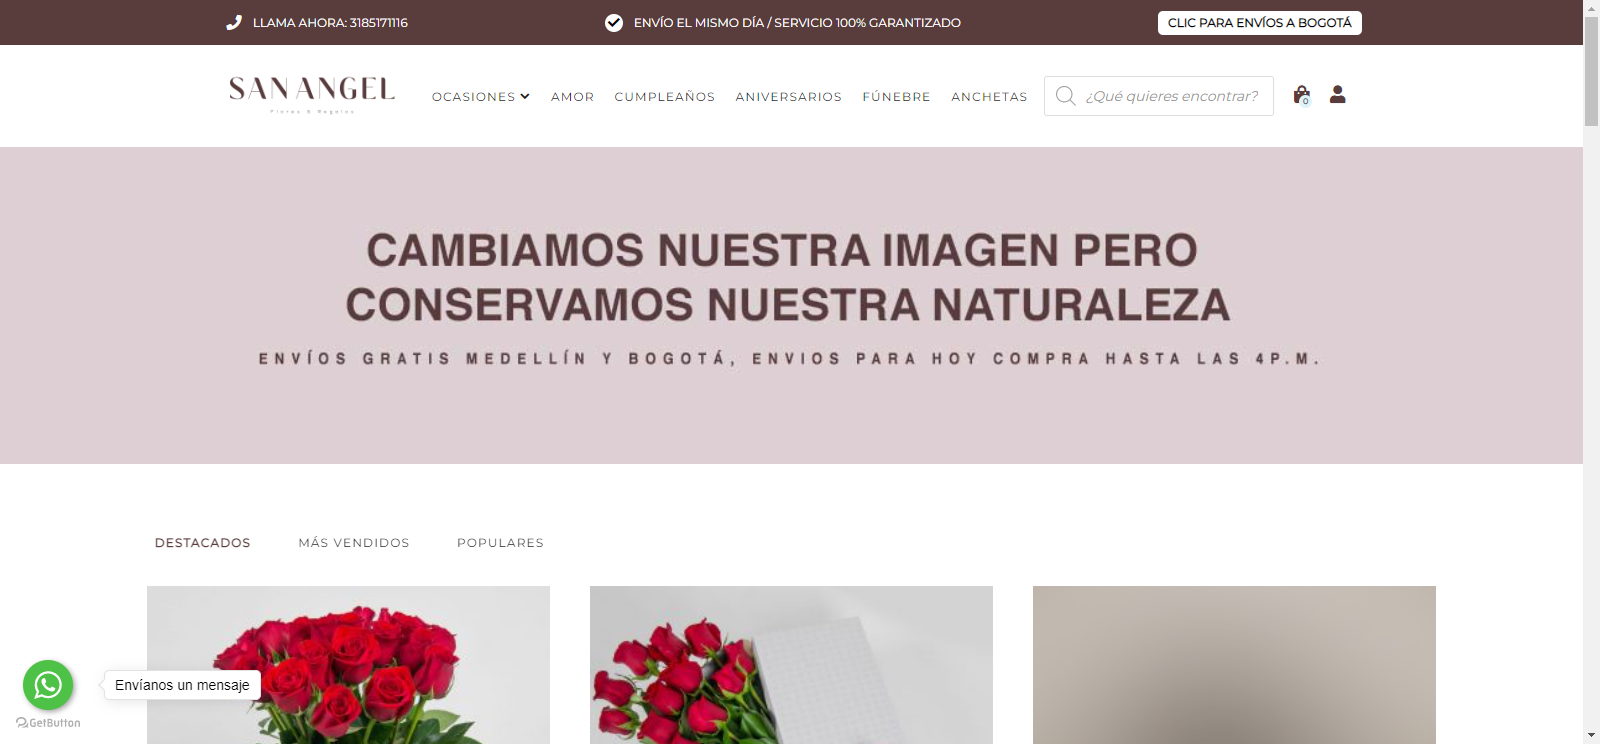 LLAMA AHORA: 3185171116
ENVÍO EL MISMO DÍA / SERVICIO 100% GARANTIZADO
CLIC PARA ENVÍOS A BOGOTÁ
SAN ANGEL
Flores & Regalos
OCASIONES
AMOR
CUMPLEAÑOS
ANIVERSARIOS
FÚNEBRE
ANCHETAS
¿Qué quieres encontrar?
0
CAMBIAMOS NUESTRA IMAGEN PERO
CONSERVAMOS NUESTRA NATURALEZA
ENVÍOS GRATIS MEDELLÍN Y BOGOTÁ, ENVIOS PARA HOY COMPRA HASTA LAS 4P.M.
DESTACADOS
MÁS VENDIDOS
POPULARES
Envíanos un mensaje
GetButton